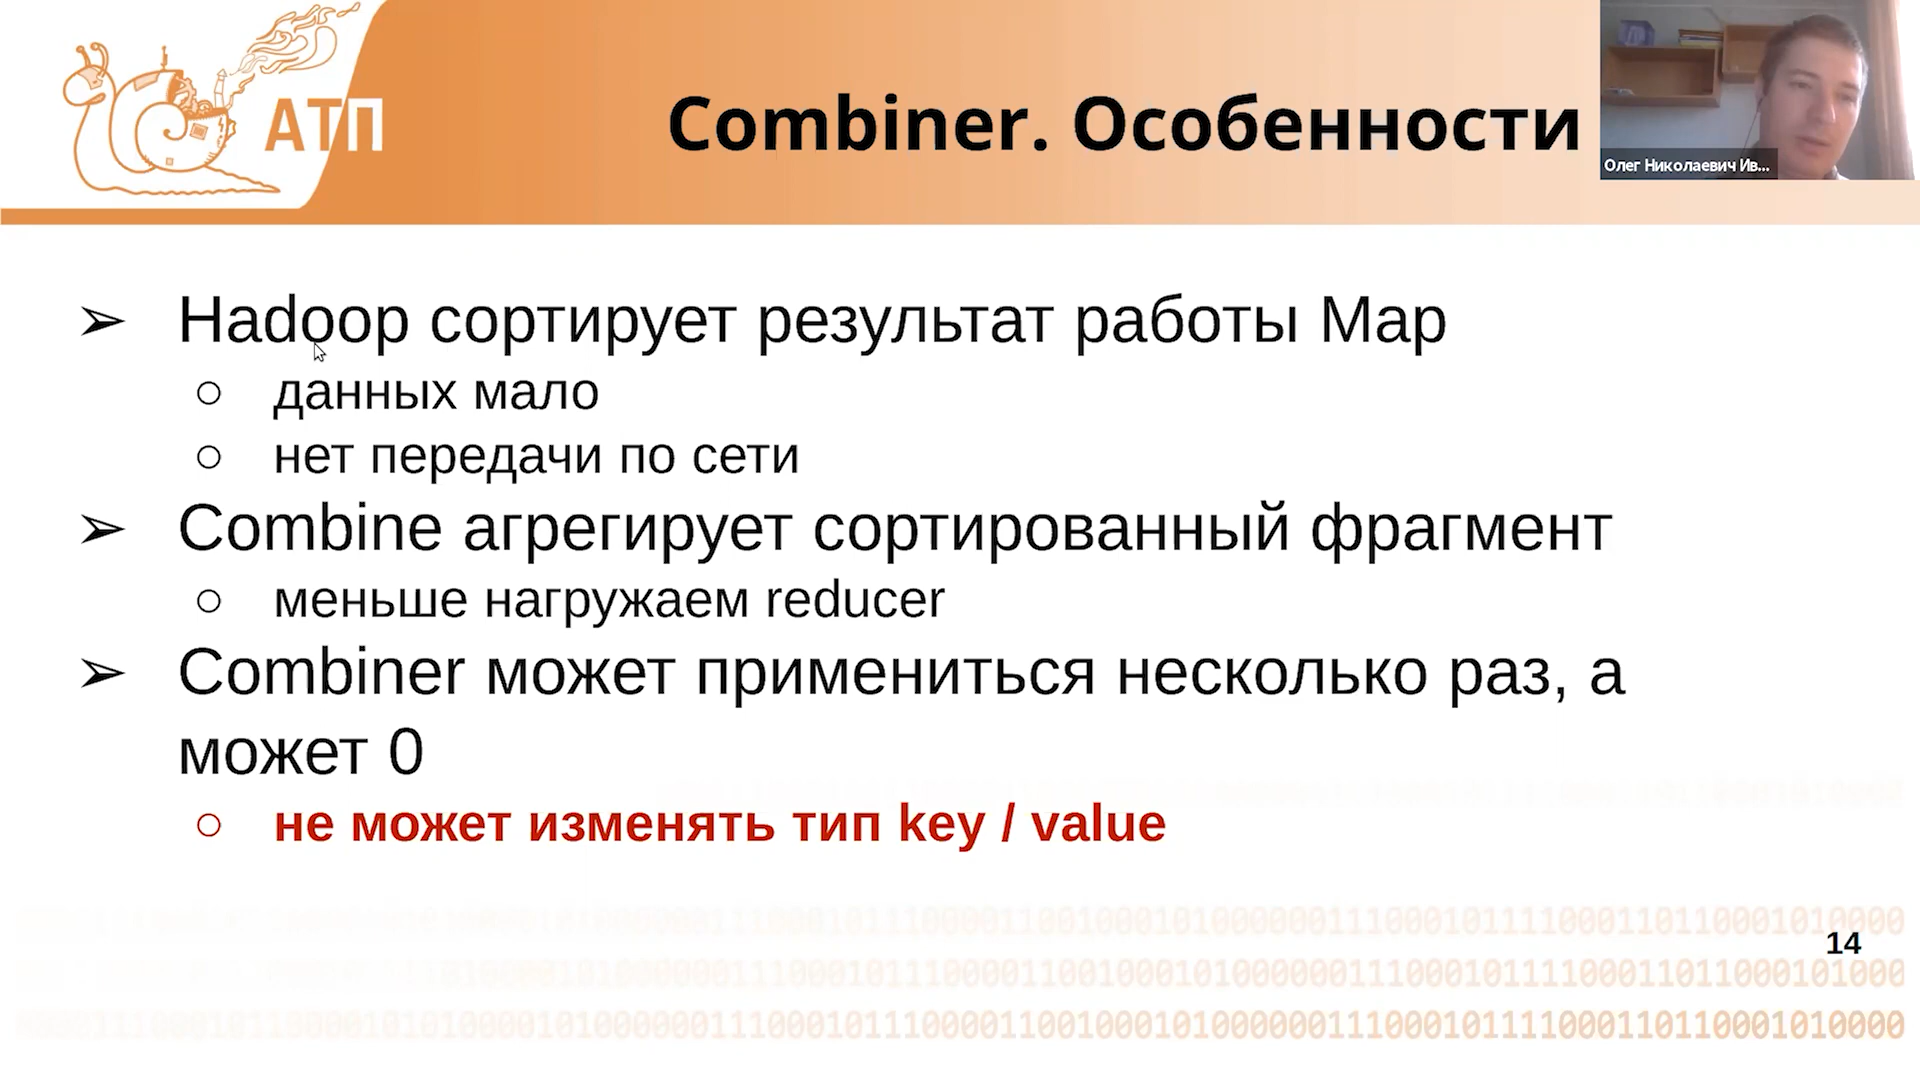 АТП
Combiner. Особенности
Олег Николаевич Ив...
➢ Hadoop сортирует результат работы Map
○ данных мало
○ нет передачи по сети
➢ Combine агрегирует сортированный фрагмент
○ меньше нагружаем reducer
➢ Combiner может примениться несколько раз, а
может 0
○ не может изменять тип key / value
14